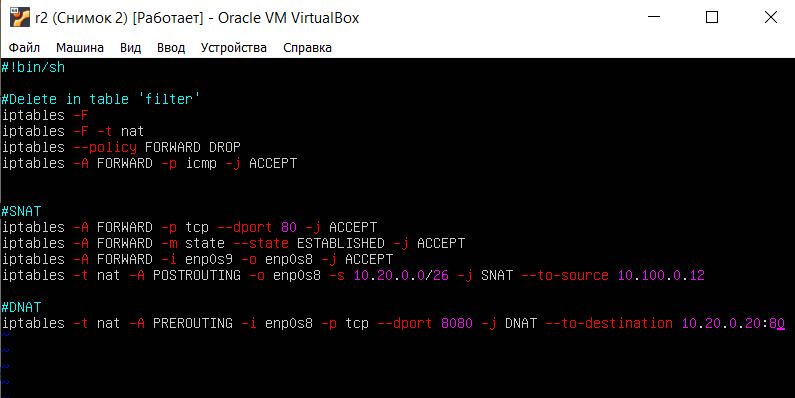 r2 (Снимок 2) [Работает] - Oracle VM VirtualBox
Файл Машина Вид Ввод Устройства Справка
#!bin/sh
#Delete in table 'filter'
iptables -F
iptables -F -t nat
iptables --policy FORWARD DROP
iptables -A FORWARD -p icmp -j ACCEPT
#SNAT
iptables -A FORWARD -p tcp --dport 80 -j ACCEPT
iptables -A FORWARD -m state --state ESTABLISHED -j ACCEPT
iptables -A FORWARD -i enp0s9 -o enp0s8 -j ACCEPT
iptables -t nat -A POSTROUTING -o enp0s8 -s 10.20.0.0/26 -j SNAT --to-source 10.100.0.12
#DNAT
iptables -t nat -A PREROUTING -i enp0s8 -p tcp --dport 8080 -j DNAT --to-destination 10.20.0.20:80
~
~
~
~